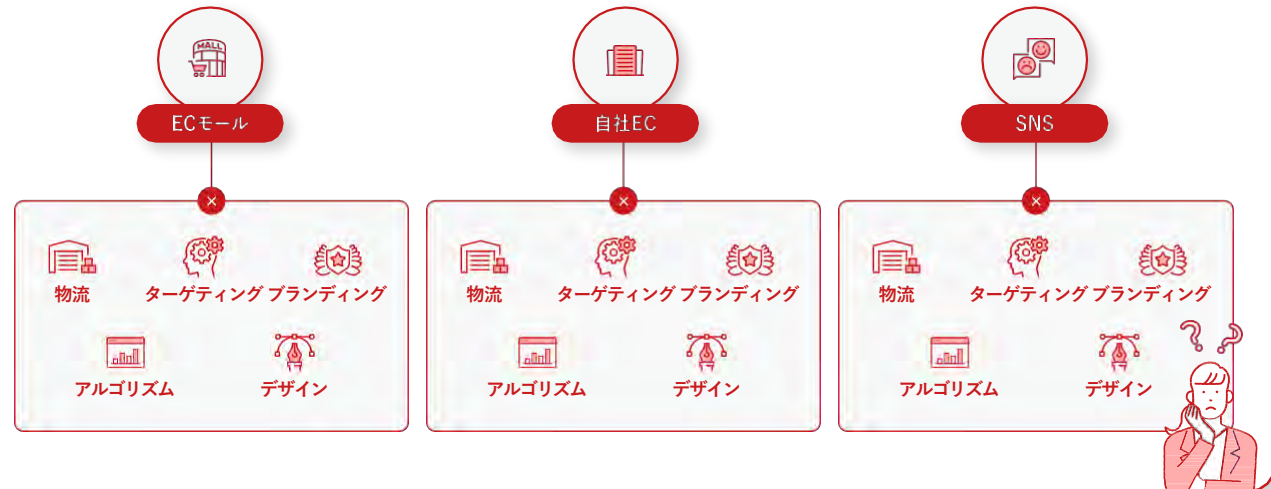 MALL
ECモール
自社EC
SNS
物流
ターゲティング
ブランディング
アルゴリズム
デザイン
物流
ターゲティング
ブランディング
アルゴリズム
デザイン
物流
ターゲティング
ブランディング
アルゴリズム
デザイン